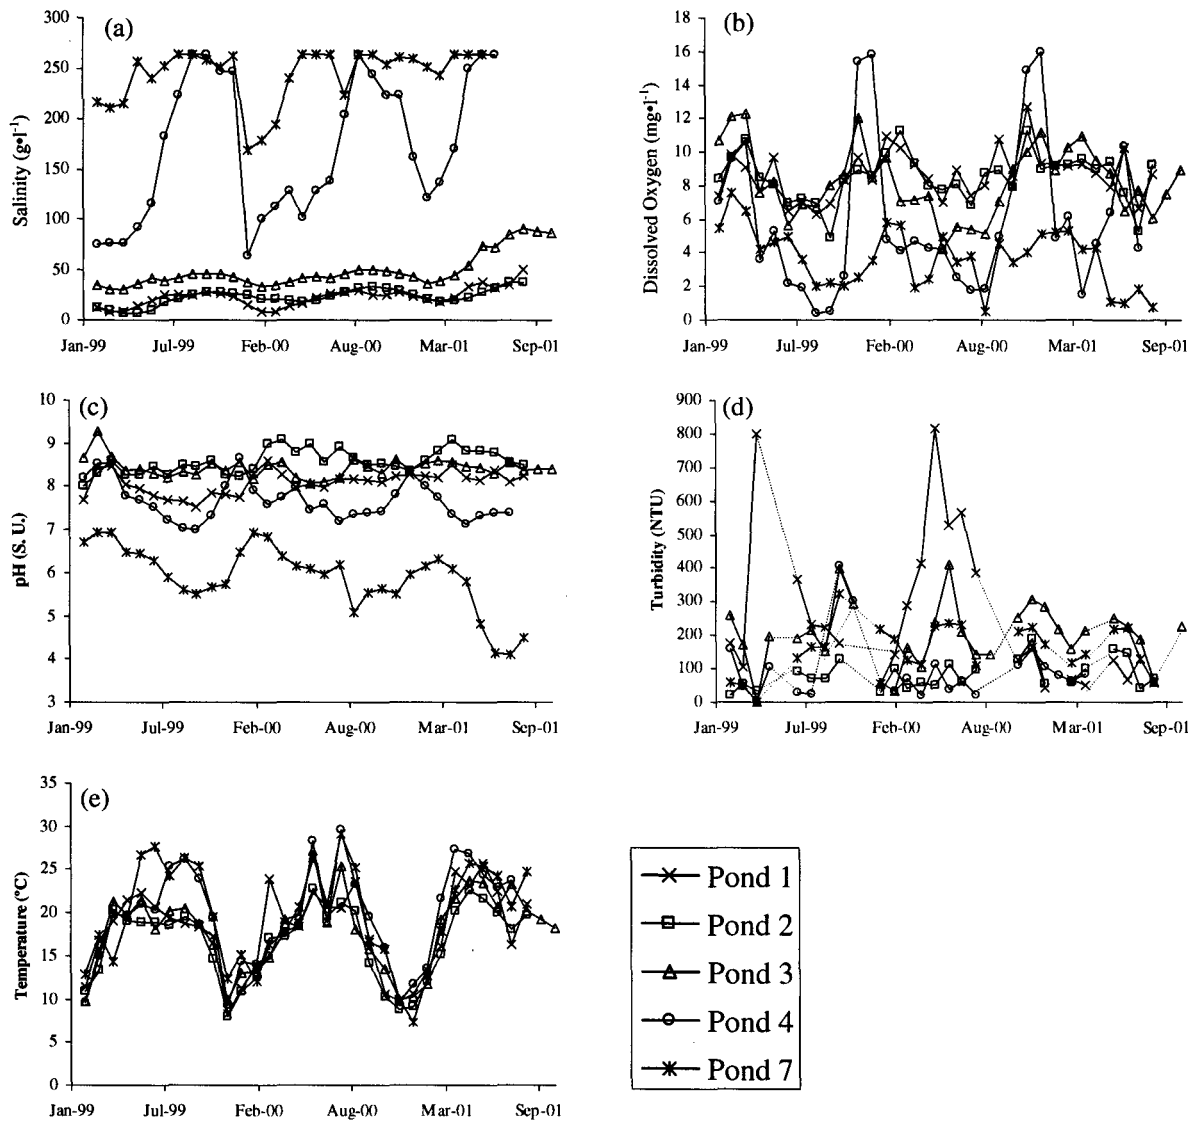 (a)
Salinity (g•l⁻¹)
300
250
200
150
100
50
0
Jan-99 Jul-99 Feb-00 Aug-00 Mar-01 Sep-01
(b)
Dissolved Oxygen (mg•l⁻¹)
18
16
14
12
10
8
6
4
2
0
Jan-99 Jul-99 Feb-00 Aug-00 Mar-01 Sep-01
(c)
pH (S. U.)
10
9
8
7
6
5
4
3
Jan-99 Jul-99 Feb-00 Aug-00 Mar-01 Sep-01
(d)
Turbidity (NTU)
900
800
700
600
500
400
300
200
100
0
Jan-99 Jul-99 Feb-00 Aug-00 Mar-01 Sep-01
(e)
Temperature (°C)
35
30
25
20
15
10
5
0
Jan-99 Jul-99 Feb-00 Aug-00 Mar-01 Sep-01
Pond 1
Pond 2
Pond 3
Pond 4
Pond 7